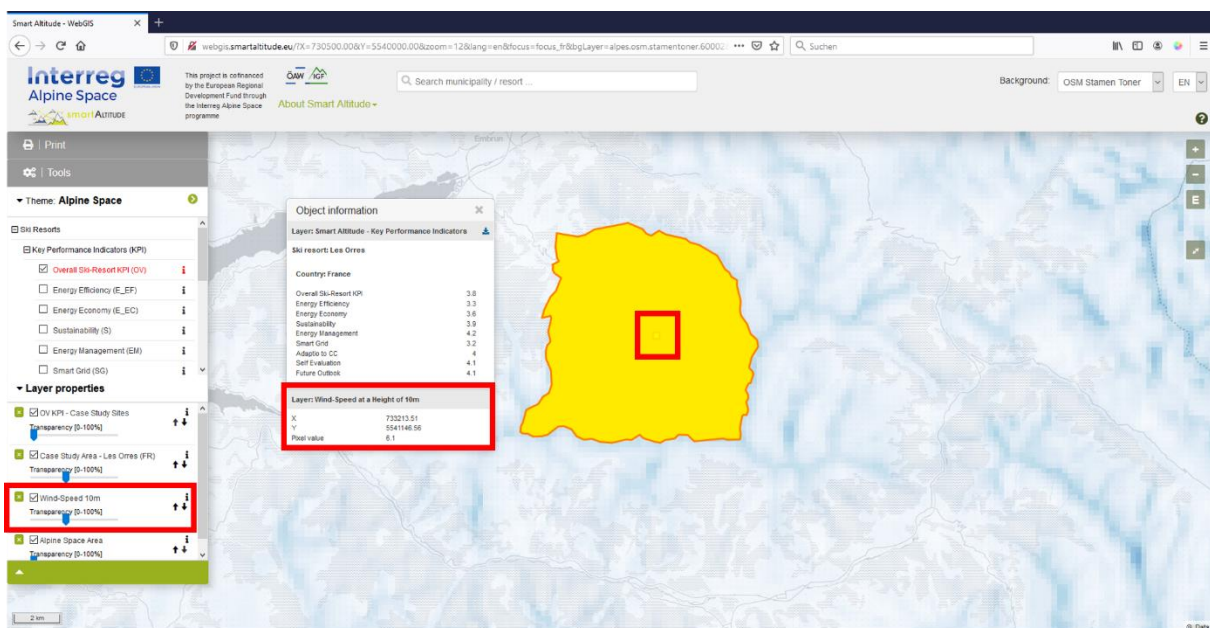 Smart Altitude - WebGIS
webgis.smartaltitude.eu/?X=730500.00&Y=5540000.00&zoom=12&lang=en&focus=focus_fr&bgLayer=alpes.osm.stamentoner.60002
Suchen
Interreg
Alpine Space
smartALTITUDE
This project is cofinanced
by the European Regional
Development Fund through
the Interreg Alpine Space
programme
ÖAW IGF
About Smart Altitude
Search municipality / resort ...
Background: OSM Stamen Toner EN
Print
Tools
Theme: Alpine Space
Ski Resorts
Key Performance Indicators (KPI)
Overall Ski-Resort KPI (OV)
Energy Efficiency (E_EF)
Energy Economy (E_EC)
Sustainability (S)
Energy Management (EM)
Smart Grid (SG)
Layer properties
OV KPI - Case Study Sites
Transparency [0-100%]
Case Study Area - Les Orres (FR)
Transparency [0-100%]
Wind-Speed 10m
Transparency [0-100%]
Alpine Space Area
Transparency [0-100%]
2 km
Embrun
Object information
Layer: Smart Altitude - Key Performance Indicators
Ski resort: Les Orres
Country: France
Overall Ski-Resort KPI 3.8
Energy Efficiency 3.3
Energy Economy 3.6
Sustainability 3.9
Energy Management 4.2
Smart Grid 3.2
Adaptio to CC 4
Self Evaluation 4.1
Future Outlook 4.1
Layer: Wind-Speed at a Height of 10m
X 733213.51
Y 5541146.56
Pixel value 6.1
E